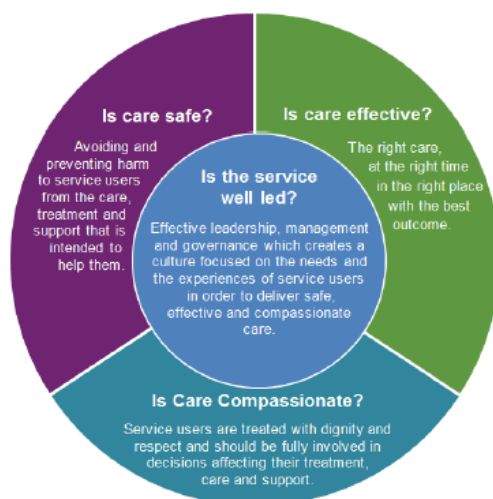 Is care safe?
Avoiding and
preventing harm
to service users
from the care,
treatment and
support that is
intended to
help them.
Is care effective?
The right care,
at the right time
in the right place
with the best
outcome.
Is the service
well led?
Effective leadership, management
and governance which creates a
culture focused on the needs and
the experiences of service users
in order to deliver safe,
effective and compassionate
care.
Is Care Compassionate?
Service users are treated with dignity and
respect and should be fully involved in
decisions affecting their treatment,
care and support.